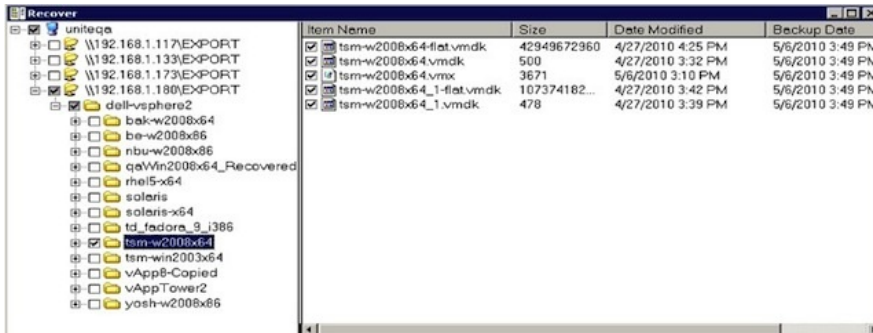 Recover
uniteqa
\\192.168.1.117\EXPORT
\\192.168.1.133\EXPORT
\\192.168.1.173\EXPORT
\\192.168.1.180\EXPORT
dell-vsphere2
bak-w2008x64
be-w2008x86
nbu-w2008x86
qaWin2008x64_Recovered
rhel5-x64
solaris
solaris-x64
td_fadora_9_i386
tsm-w2008x64
tsm-win2003x64
vApp8-Copied
vAppTower2
yosh-w2008x86
Item Name Size Date Modified Backup Date
tsm-w2008x64-flat.vmdk 42949672960 4/27/2010 4:25 PM 5/6/2010 3:49 PM
tsm-w2008x64.vmdk 500 4/27/2010 3:32 PM 5/6/2010 3:49 PM
tsm-w2008x64.vmx 3671 5/6/2010 3:10 PM 5/6/2010 3:49 PM
tsm-w2008x64_1-flat.vmdk 107374182... 4/27/2010 3:42 PM 5/6/2010 3:49 PM
tsm-w2008x64_1.vmdk 478 4/27/2010 3:39 PM 5/6/2010 3:49 PM